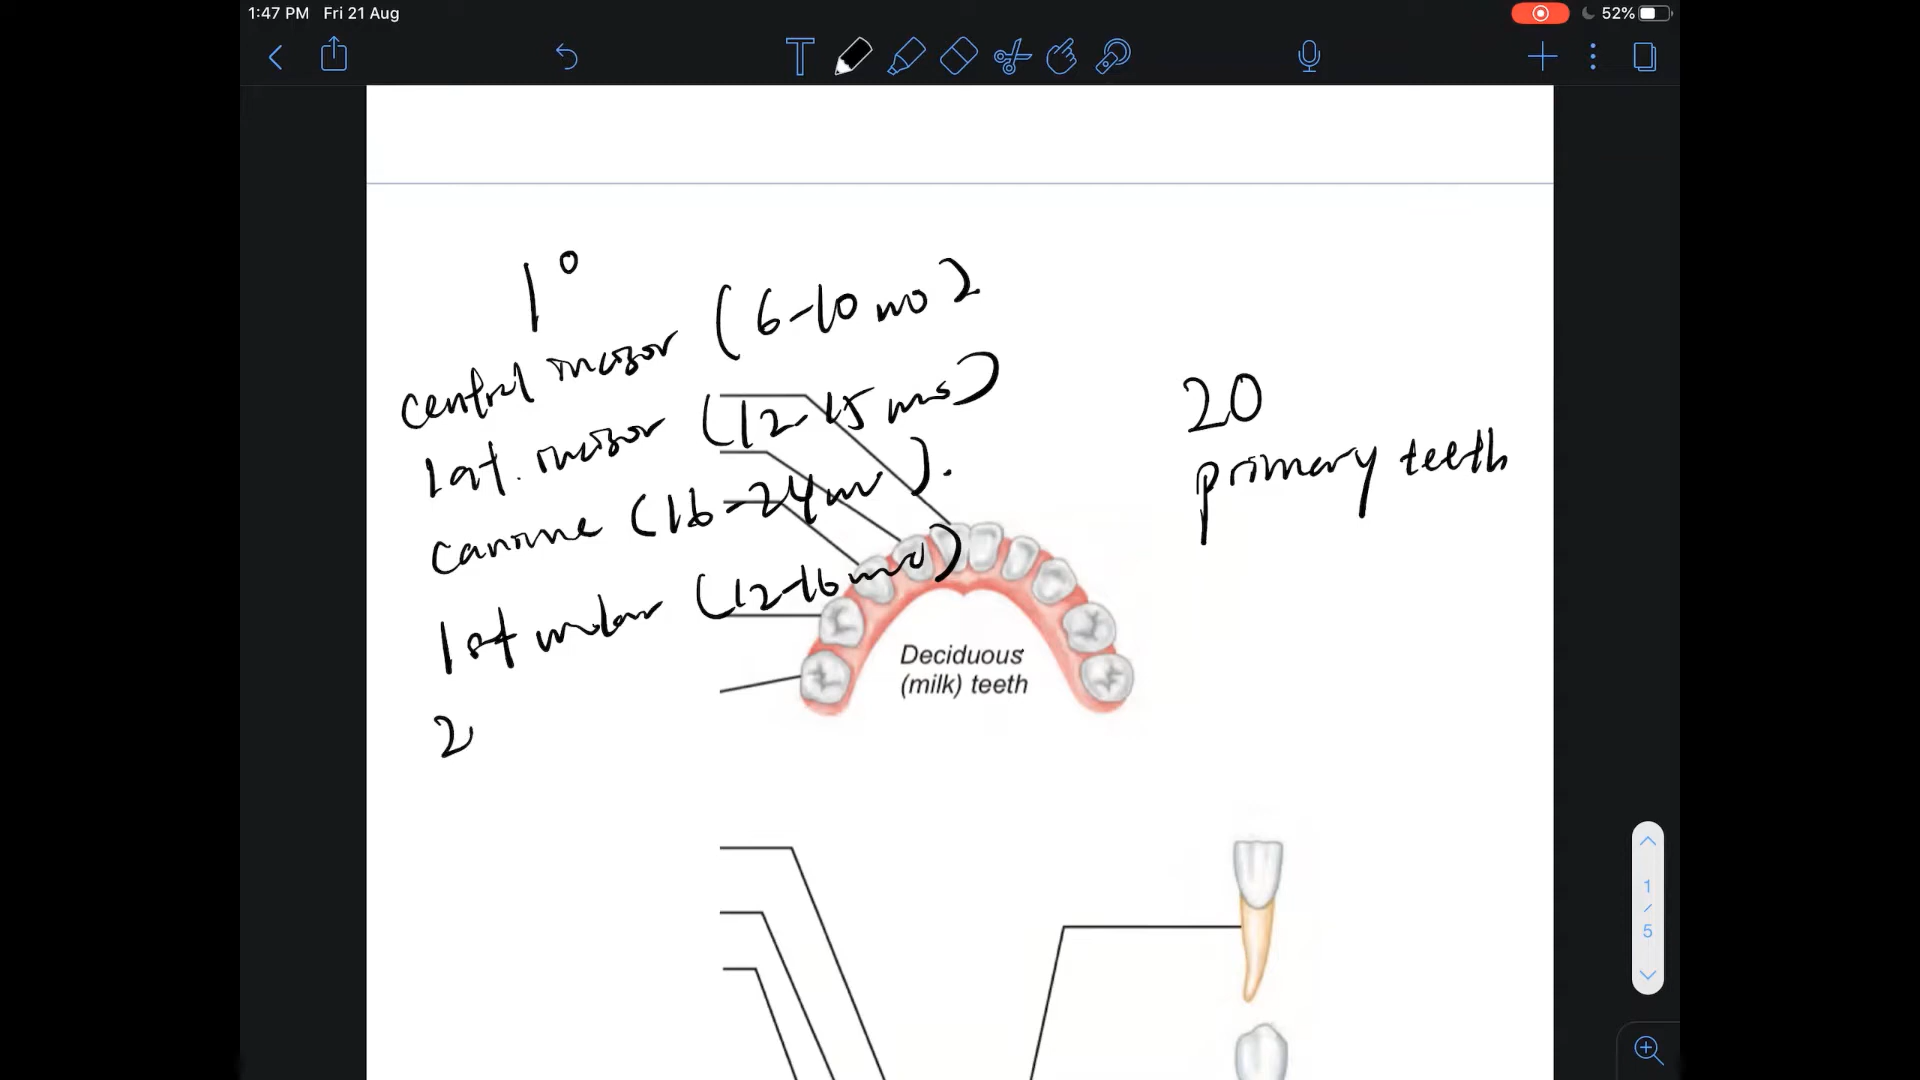 1:47 PM Fri 21 Aug
52%
1°
central incisor (6-10 mo)
lat. incisor (12-15 mo)
canine (16-24 mo).
1st molar (12-16 mo)
2
20
primary teeth
Deciduous
(milk) teeth
1
/
5